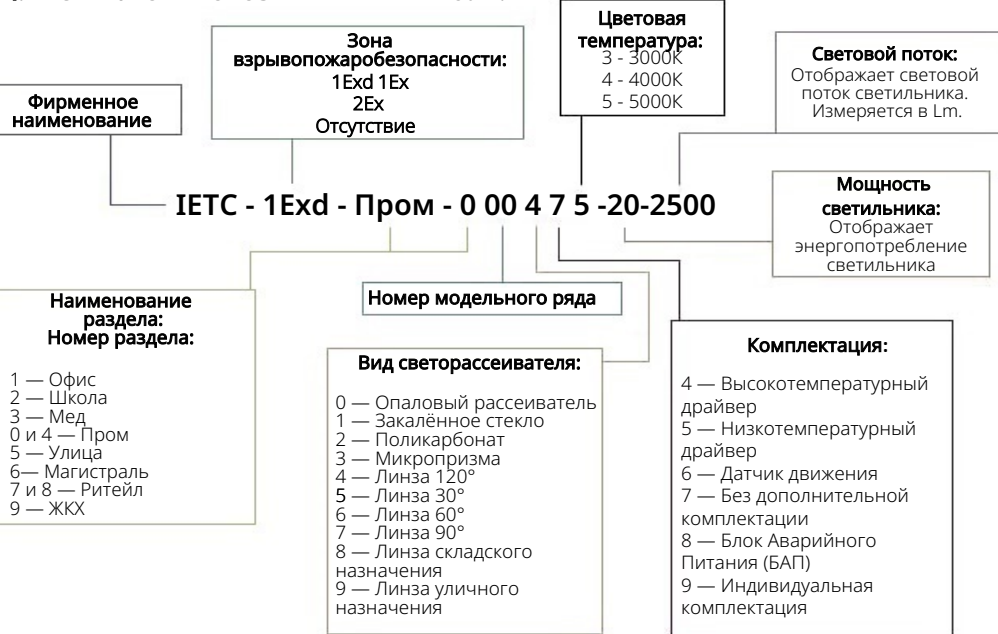 Цветовая
температура:
3 - 3000К
4 - 4000К
5 - 5000К
Зона
взрывопожаробезопасности:
1Exd 1Ex
2Ex
Отсутствие
Световой поток:
Отображает световой
поток светильника.
Измеряется в Lm.
Фирменное
наименование
IETC - 1Exd - Пром - 0 00 4 7 5 -20-2500
Мощность
светильника:
Отображает
энергопотребление
светильника
Номер модельного ряда
Наименование
раздела:
Номер раздела:
1 — Офис
2 — Школа
3 — Мед
0 и 4 — Пром
5 — Улица
6— Магистраль
7 и 8 — Ритейл
9 — ЖКХ
Вид светорассеивателя:
0 — Опаловый рассеиватель
1 — Закалённое стекло
2 — Поликарбонат
3 — Микропризма
4 — Линза 120°
5 — Линза 30°
6 — Линза 60°
7 — Линза 90°
8 — Линза складского
назначения
9 — Линза уличного
назначения
Комплектация:
4 — Высокотемпературный
драйвер
5 — Низкотемпературный
драйвер
6 — Датчик движения
7 — Без дополнительной
комплектации
8 — Блок Аварийного
Питания (БАП)
9 — Индивидуальная
комплектация